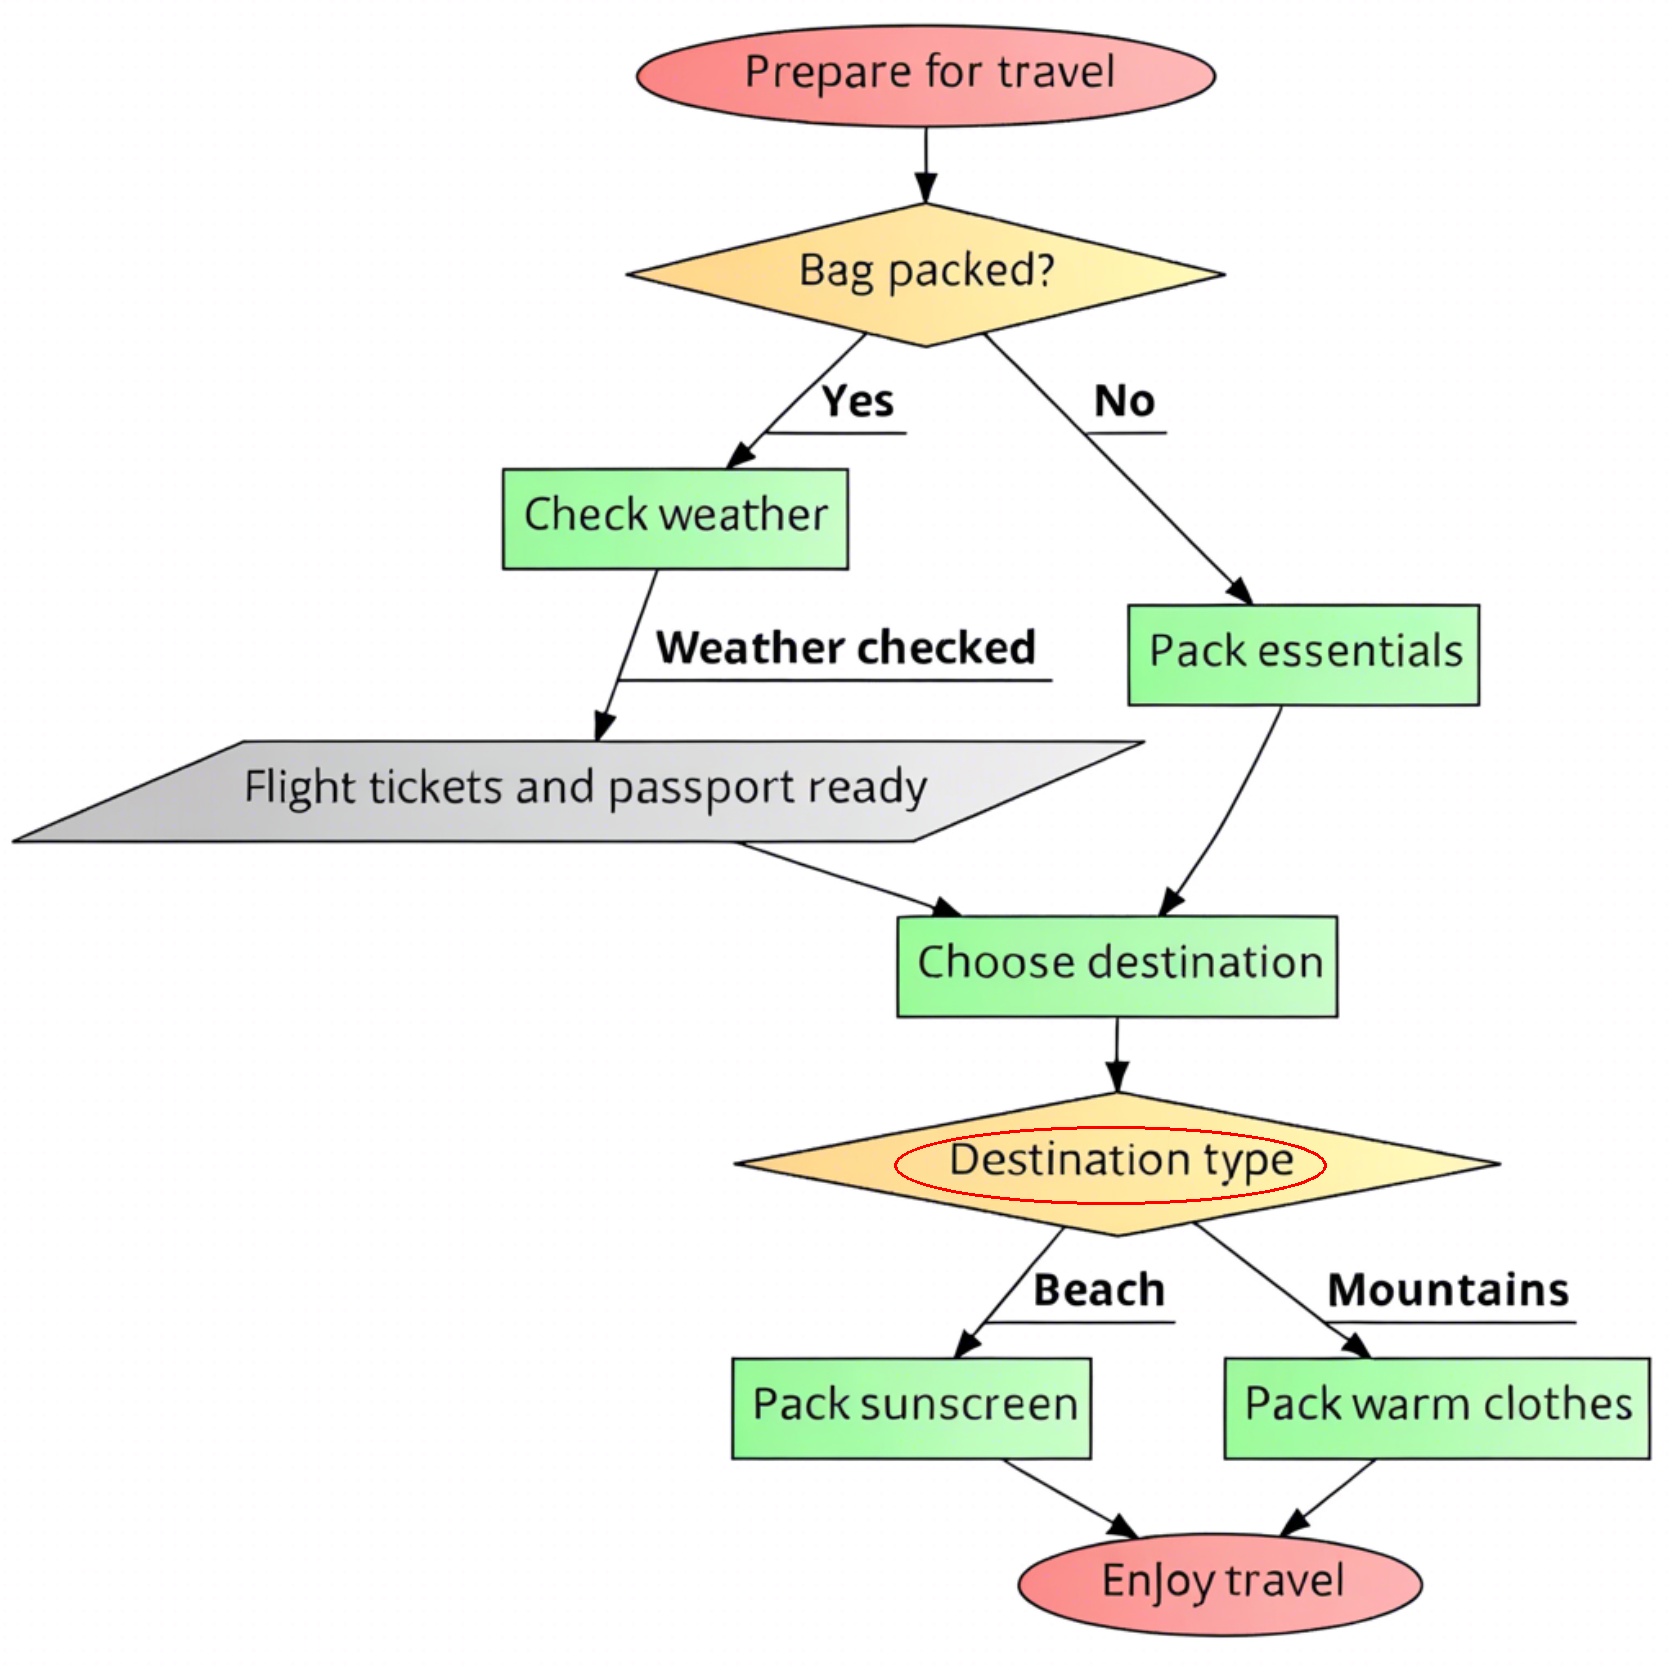 Prepare for travel
Bag packed?
Yes
No
Check weather
Pack essentials
Weather checked
Flight tickets and passport ready
Choose destination
Destination type
Beach
Mountains
Pack sunscreen
Pack warm clothes
Enjoy travel